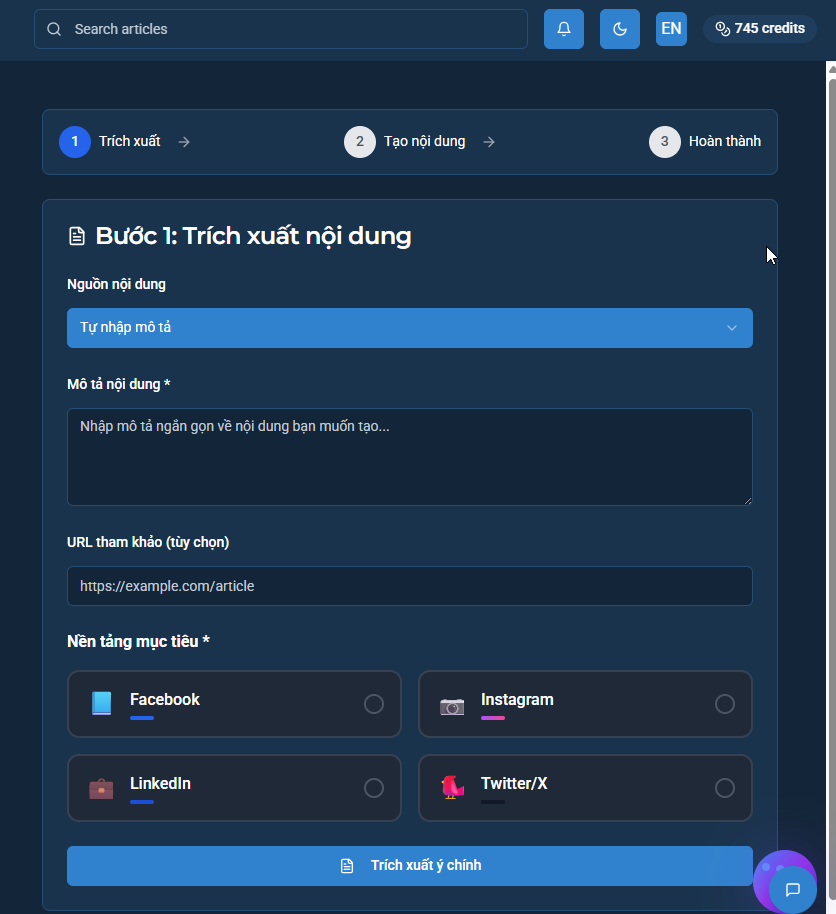 Search articles
EN
745 credits
1 Trích xuất
2 Tạo nội dung
3 Hoàn thành
Bước 1: Trích xuất nội dung
Nguồn nội dung
Tự nhập mô tả
Mô tả nội dung *
Nhập mô tả ngắn gọn về nội dung bạn muốn tạo...
URL tham khảo (tùy chọn)
https://example.com/article
Nền tảng mục tiêu *
Facebook
Instagram
LinkedIn
Twitter/X
Trích xuất ý chính